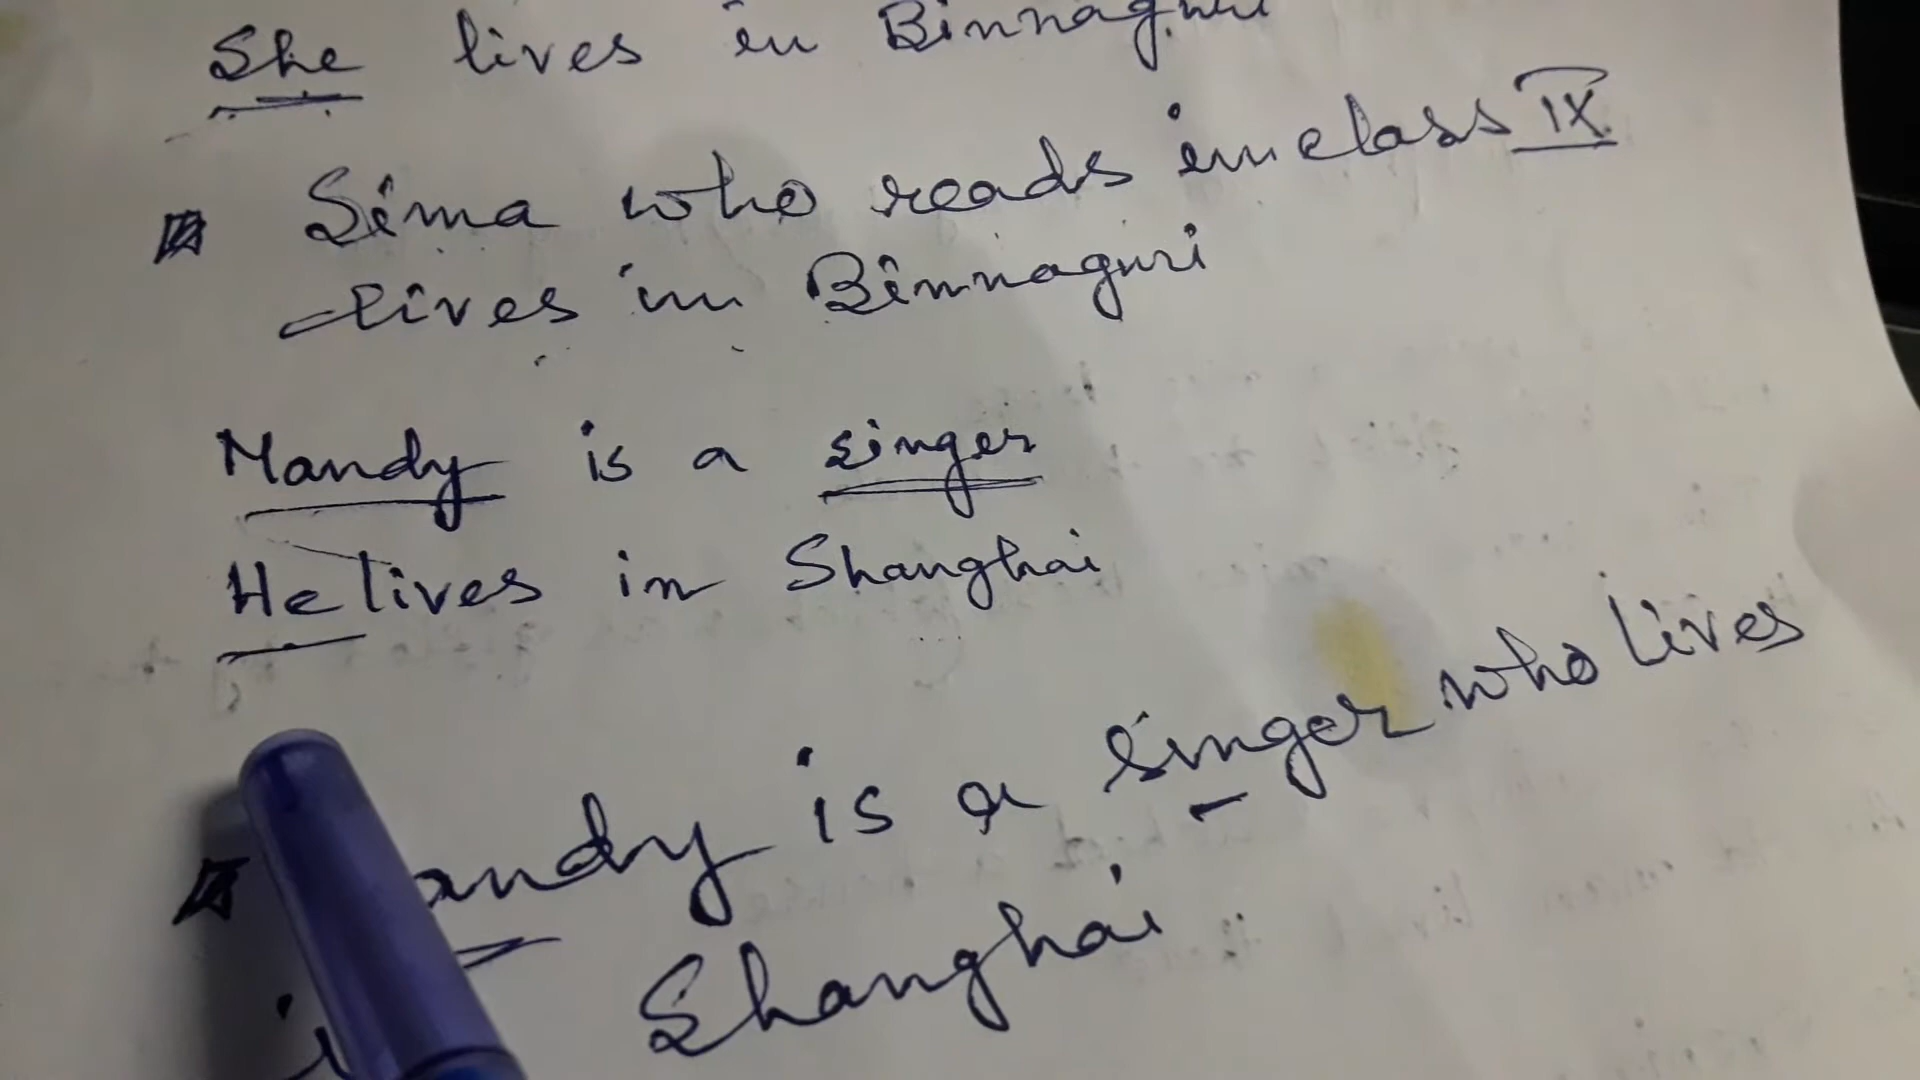 She lives in Binnaguri
Sima who reads in class IX
lives in Binnaguri
Mandy is a singer
He lives in Shanghai
andy is a singer who lives
Shanghai